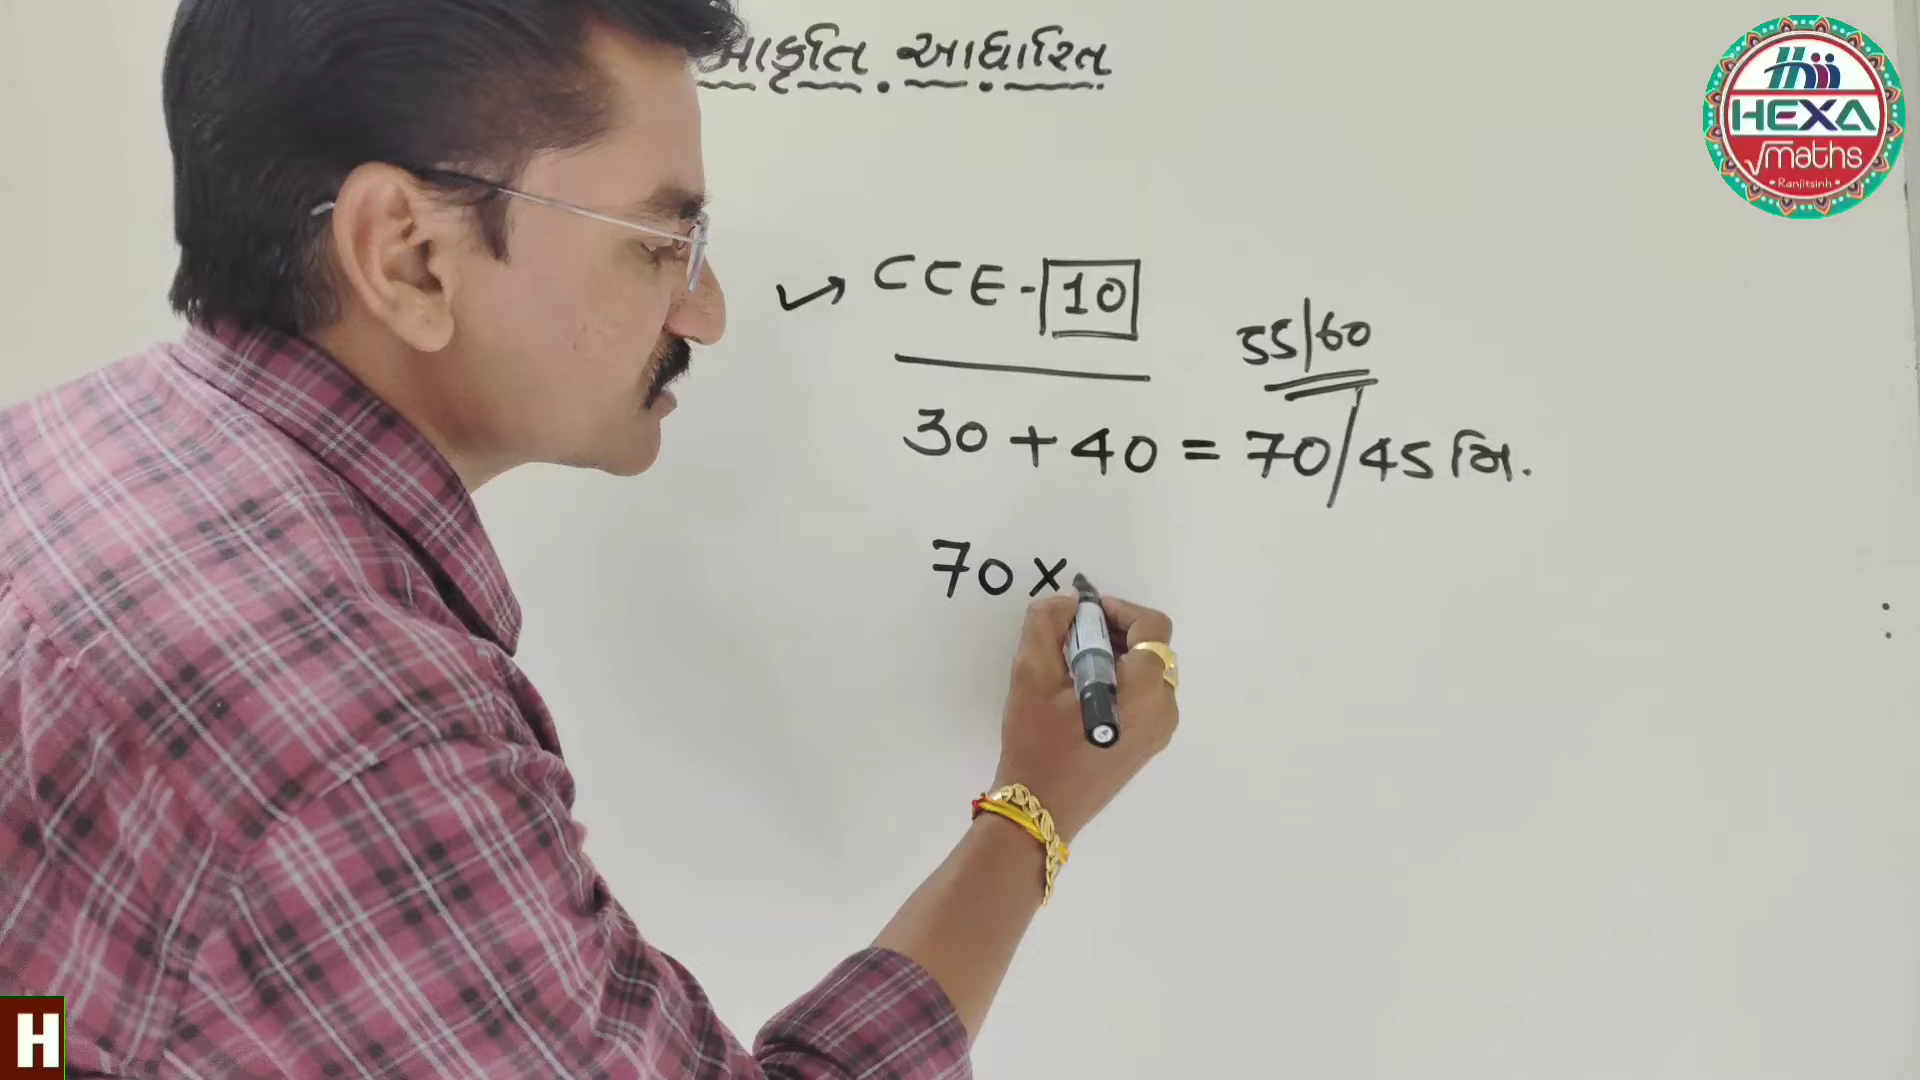 આકૃતિ આધારિત
CCE - 10
55/60
30 + 40 = 70/45 મિ.
70 ×
HEXA
√maths
• Ranjitsinh •
H